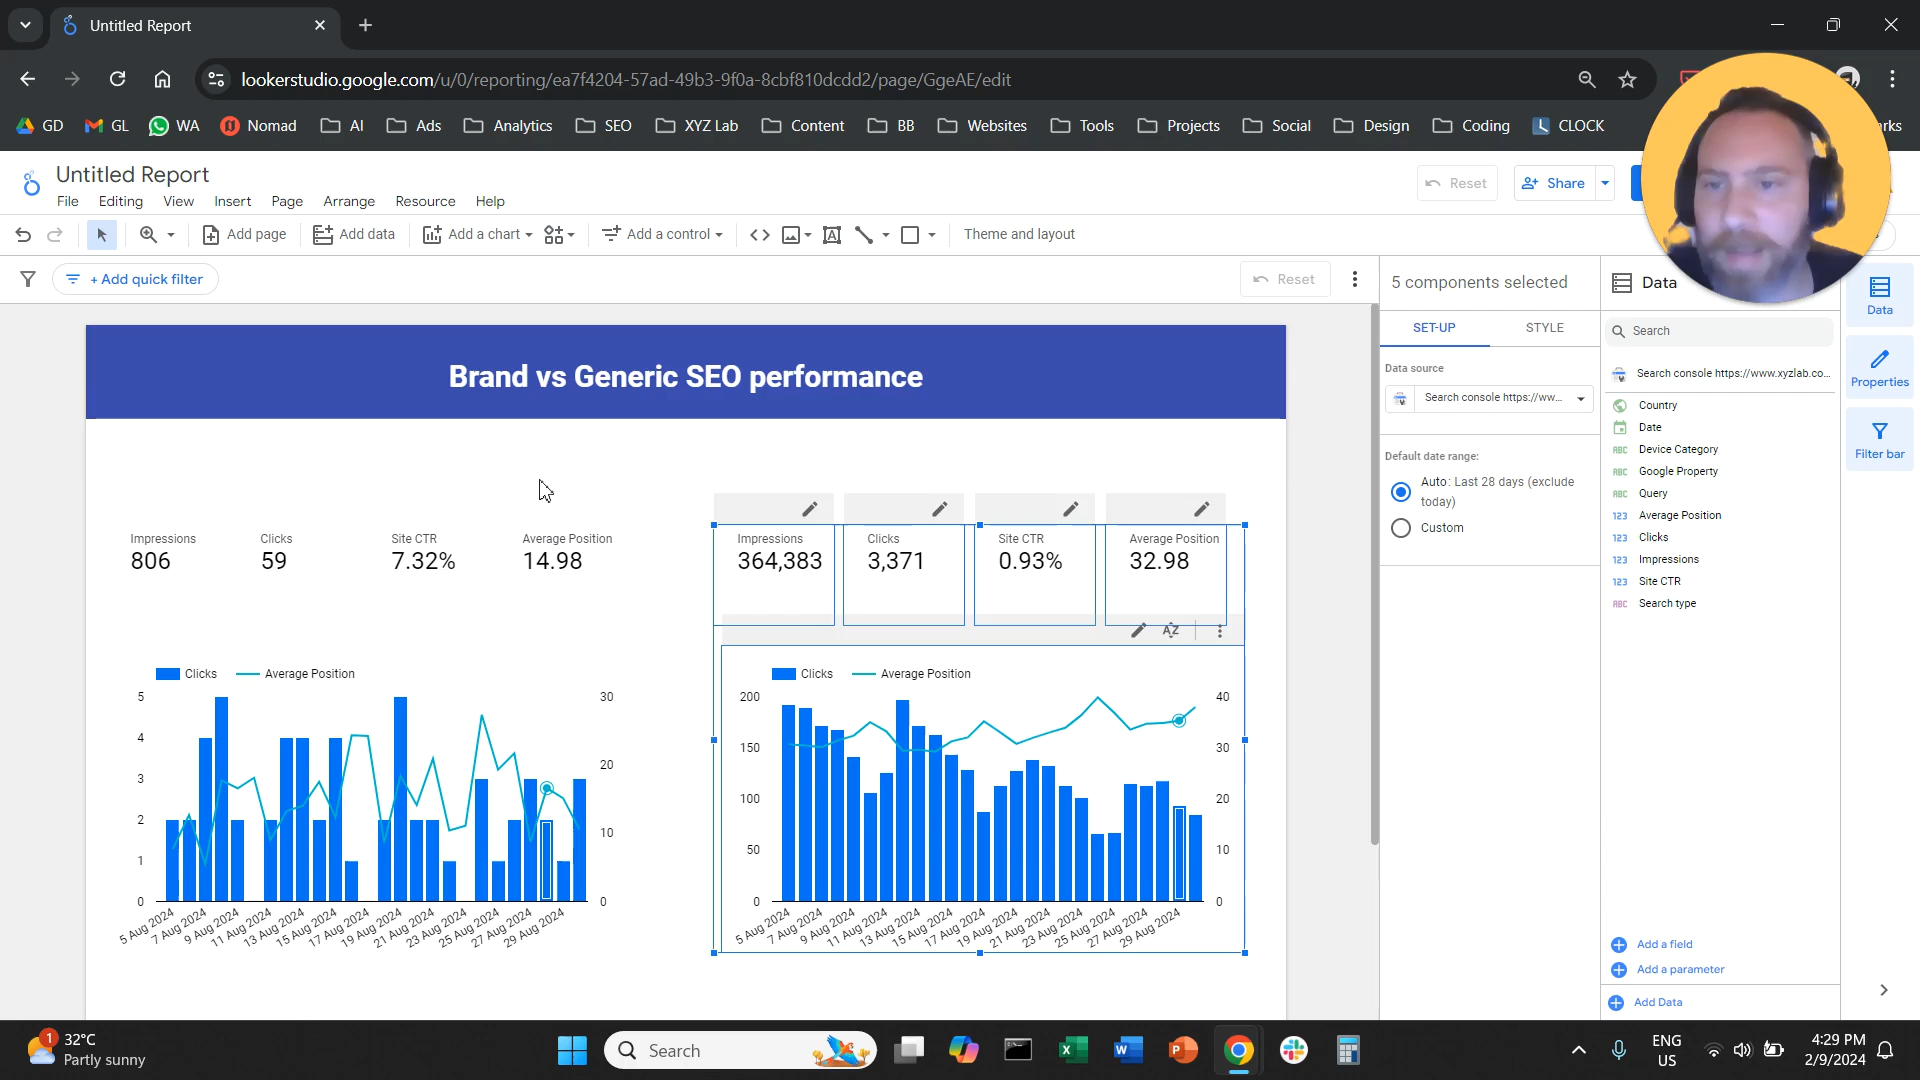 Untitled Report
lookerstudio.google.com/u/0/reporting/ea7f4204-57ad-49b3-9f0a-8cbf810dcdd2/page/GgeAE/edit
GD GL WA Nomad AI Ads Analytics SEO XYZ Lab Content BB Websites Tools Projects Social Design Coding CLOCK
Untitled Report
File Editing View Insert Page Arrange Resource Help
Reset Share
Add page Add data Add a chart Add a control Theme and layout
+ Add quick filter
Reset
5 components selected
Data
SET-UP STYLE
Search
Data source
Search console https://ww...
Search console https://www.xyzlab.co...
Default date range:
Auto: Last 28 days (exclude
today)
Custom
Country
Date
ABC Device Category
ABC Google Property
ABC Query
123 Average Position
123 Clicks
123 Impressions
123 Site CTR
ABC Search type
Add a field
Add a parameter
Add Data
Data
Properties
Filter bar
Brand vs Generic SEO performance
Impressions Clicks Site CTR Average Position
806 59 7.32% 14.98
Impressions Clicks Site CTR Average Position
364,383 3,371 0.93% 32.98
AZ
Clicks Average Position
5
4
3
2
1
0
30
20
10
0
5 Aug 2024
7 Aug 2024
9 Aug 2024
11 Aug 2024
13 Aug 2024
15 Aug 2024
17 Aug 2024
19 Aug 2024
21 Aug 2024
23 Aug 2024
25 Aug 2024
27 Aug 2024
29 Aug 2024
Clicks Average Position
200
150
100
50
0
40
30
20
10
0
5 Aug 2024
7 Aug 2024
9 Aug 2024
11 Aug 2024
13 Aug 2024
15 Aug 2024
17 Aug 2024
19 Aug 2024
21 Aug 2024
23 Aug 2024
25 Aug 2024
27 Aug 2024
29 Aug 2024
1
32°C
Partly sunny
Search
ENG
US
4:29 PM
2/9/2024